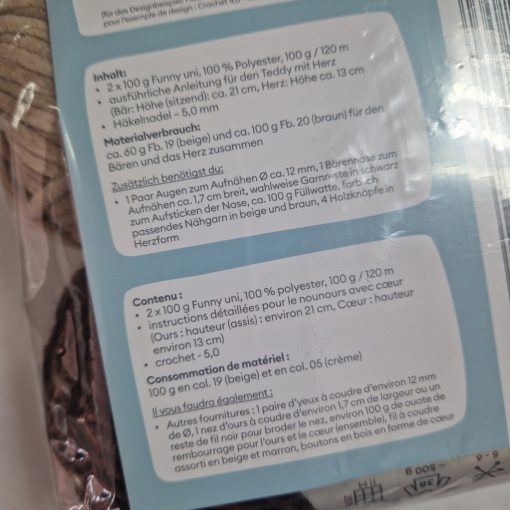 (für das Designbeispiel:
pour l'exemple de design : Crochet
Inhalt:
• 2 x 100 g Funny uni, 100 % Polyester, 100 g / 120 m
• ausführliche Anleitung für den Teddy mit Herz
(Bär: Höhe (sitzend): ca. 21 cm, Herz: Höhe ca. 13 cm
• Häkelnadel – 5,0 mm
Materialverbrauch:
ca. 60 g Fb. 19 (beige) und ca. 100 g Fb. 20 (braun) für den
Bären und das Herz zusammen
Zusätzlich benötigst du:
• 1 Paar Augen zum Aufnähen Ø ca. 12 mm, 1 Bärennase zum
Aufnähen ca. 1,7 cm breit, wahlweise Garnreste in schwarz
zum Aufsticken der Nase, ca. 100 g Füllwatte, farblich
passendes Nähgarn in beige und braun, 4 Holzknöpfe in
Herzform
Contenu :
• 2 x 100 g Funny uni, 100 % polyester, 100 g / 120 m
• instructions détaillées pour le nounours avec cœur
(Ours : hauteur (assis) : environ 21 cm, Cœur : hauteur
environ 13 cm)
• crochet - 5,0
Consommation de matériel :
100 g en col. 19 (beige) et en col. 05 (crème)
Il vous faudra également :
• Autres fournitures : 1 paire d'yeux à coudre d'environ 12 mm
de Ø, 1 nez d'ours à coudre d'environ 1,7 cm de largeur ou un
reste de fil noir pour broder le nez, environ 100 g de ouate de
rembourrage pour l'ours et le cœur (ensemble), fil à coudre
assorti en beige et marron, boutons en bois en forme de cœur